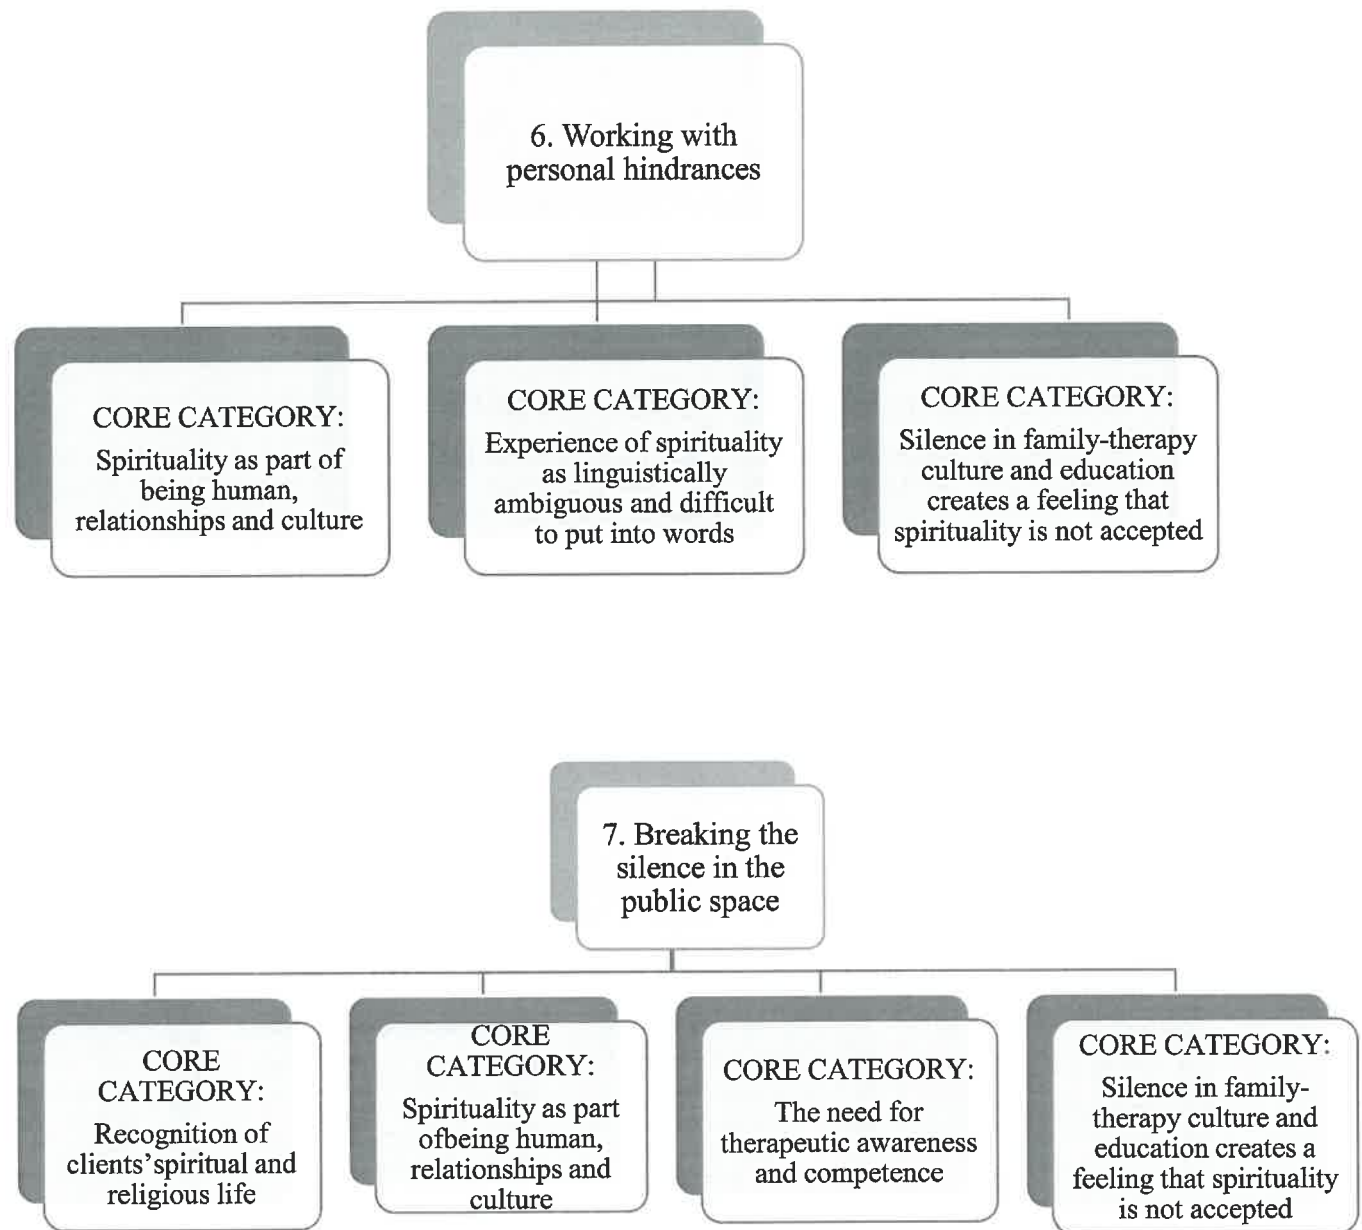 6. Working with
personal hindrances
CORE CATEGORY:
Spirituality as part of
being human,
relationships and culture
CORE CATEGORY:
Experience of spirituality
as linguistically
ambiguous and difficult
to put into words
CORE CATEGORY:
Silence in family-therapy
culture and education
creates a feeling that
spirituality is not accepted
7. Breaking the
silence in the
public space
CORE
CATEGORY:
Recognition of
clients'spiritual and
religious life
CORE
CATEGORY:
Spirituality as part
ofbeing human,
relationships and
culture
CORE CATEGORY:
The need for
therapeutic awareness
and competence
CORE CATEGORY:
Silence in family-
therapy culture and
education creates a
feeling that spirituality
is not accepted